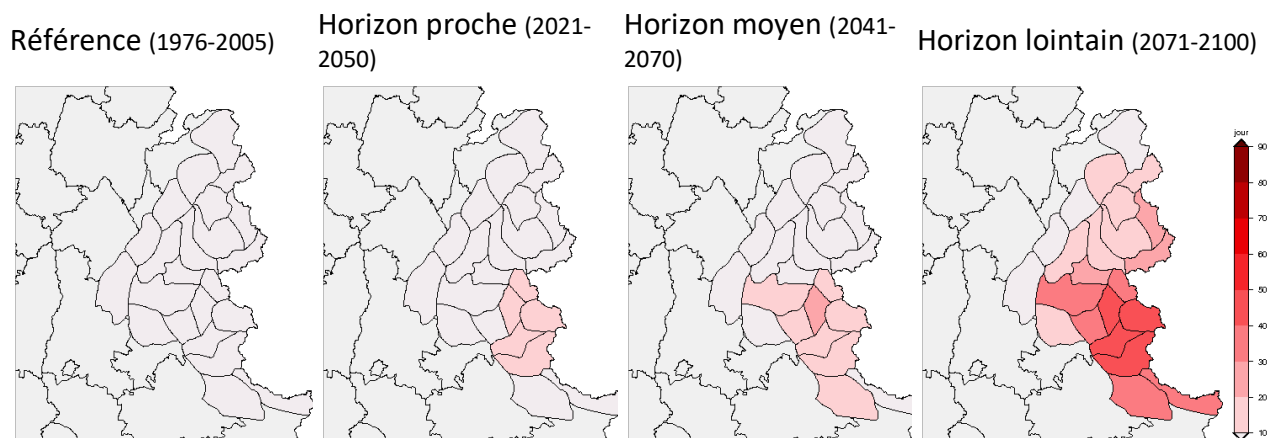 Référence (1976-2005)
Horizon proche (2021-
2050)
Horizon moyen (2041-
2070)
Horizon lointain (2071-2100)
jour
90
80
70
60
50
40
30
20
10